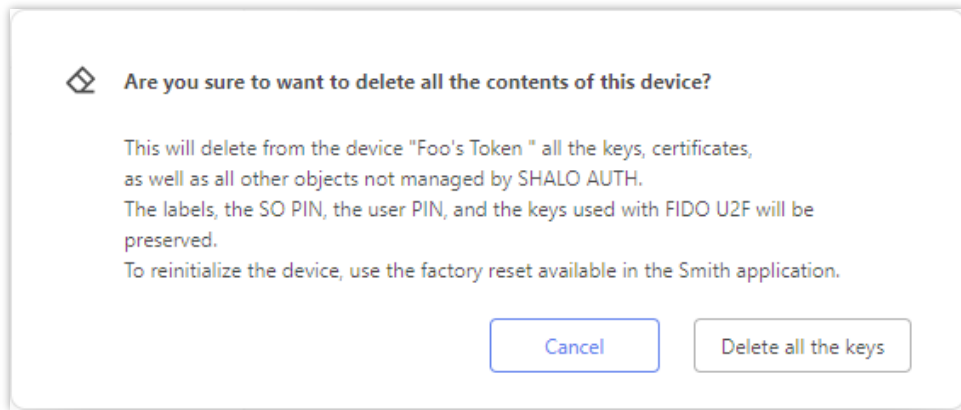 Are you sure to want to delete all the contents of this device?
This will delete from the device "Foo's Token " all the keys, certificates,
as well as all other objects not managed by SHALO AUTH.
The labels, the SO PIN, the user PIN, and the keys used with FIDO U2F will be
preserved.
To reinitialize the device, use the factory reset available in the Smith application.
Cancel
Delete all the keys